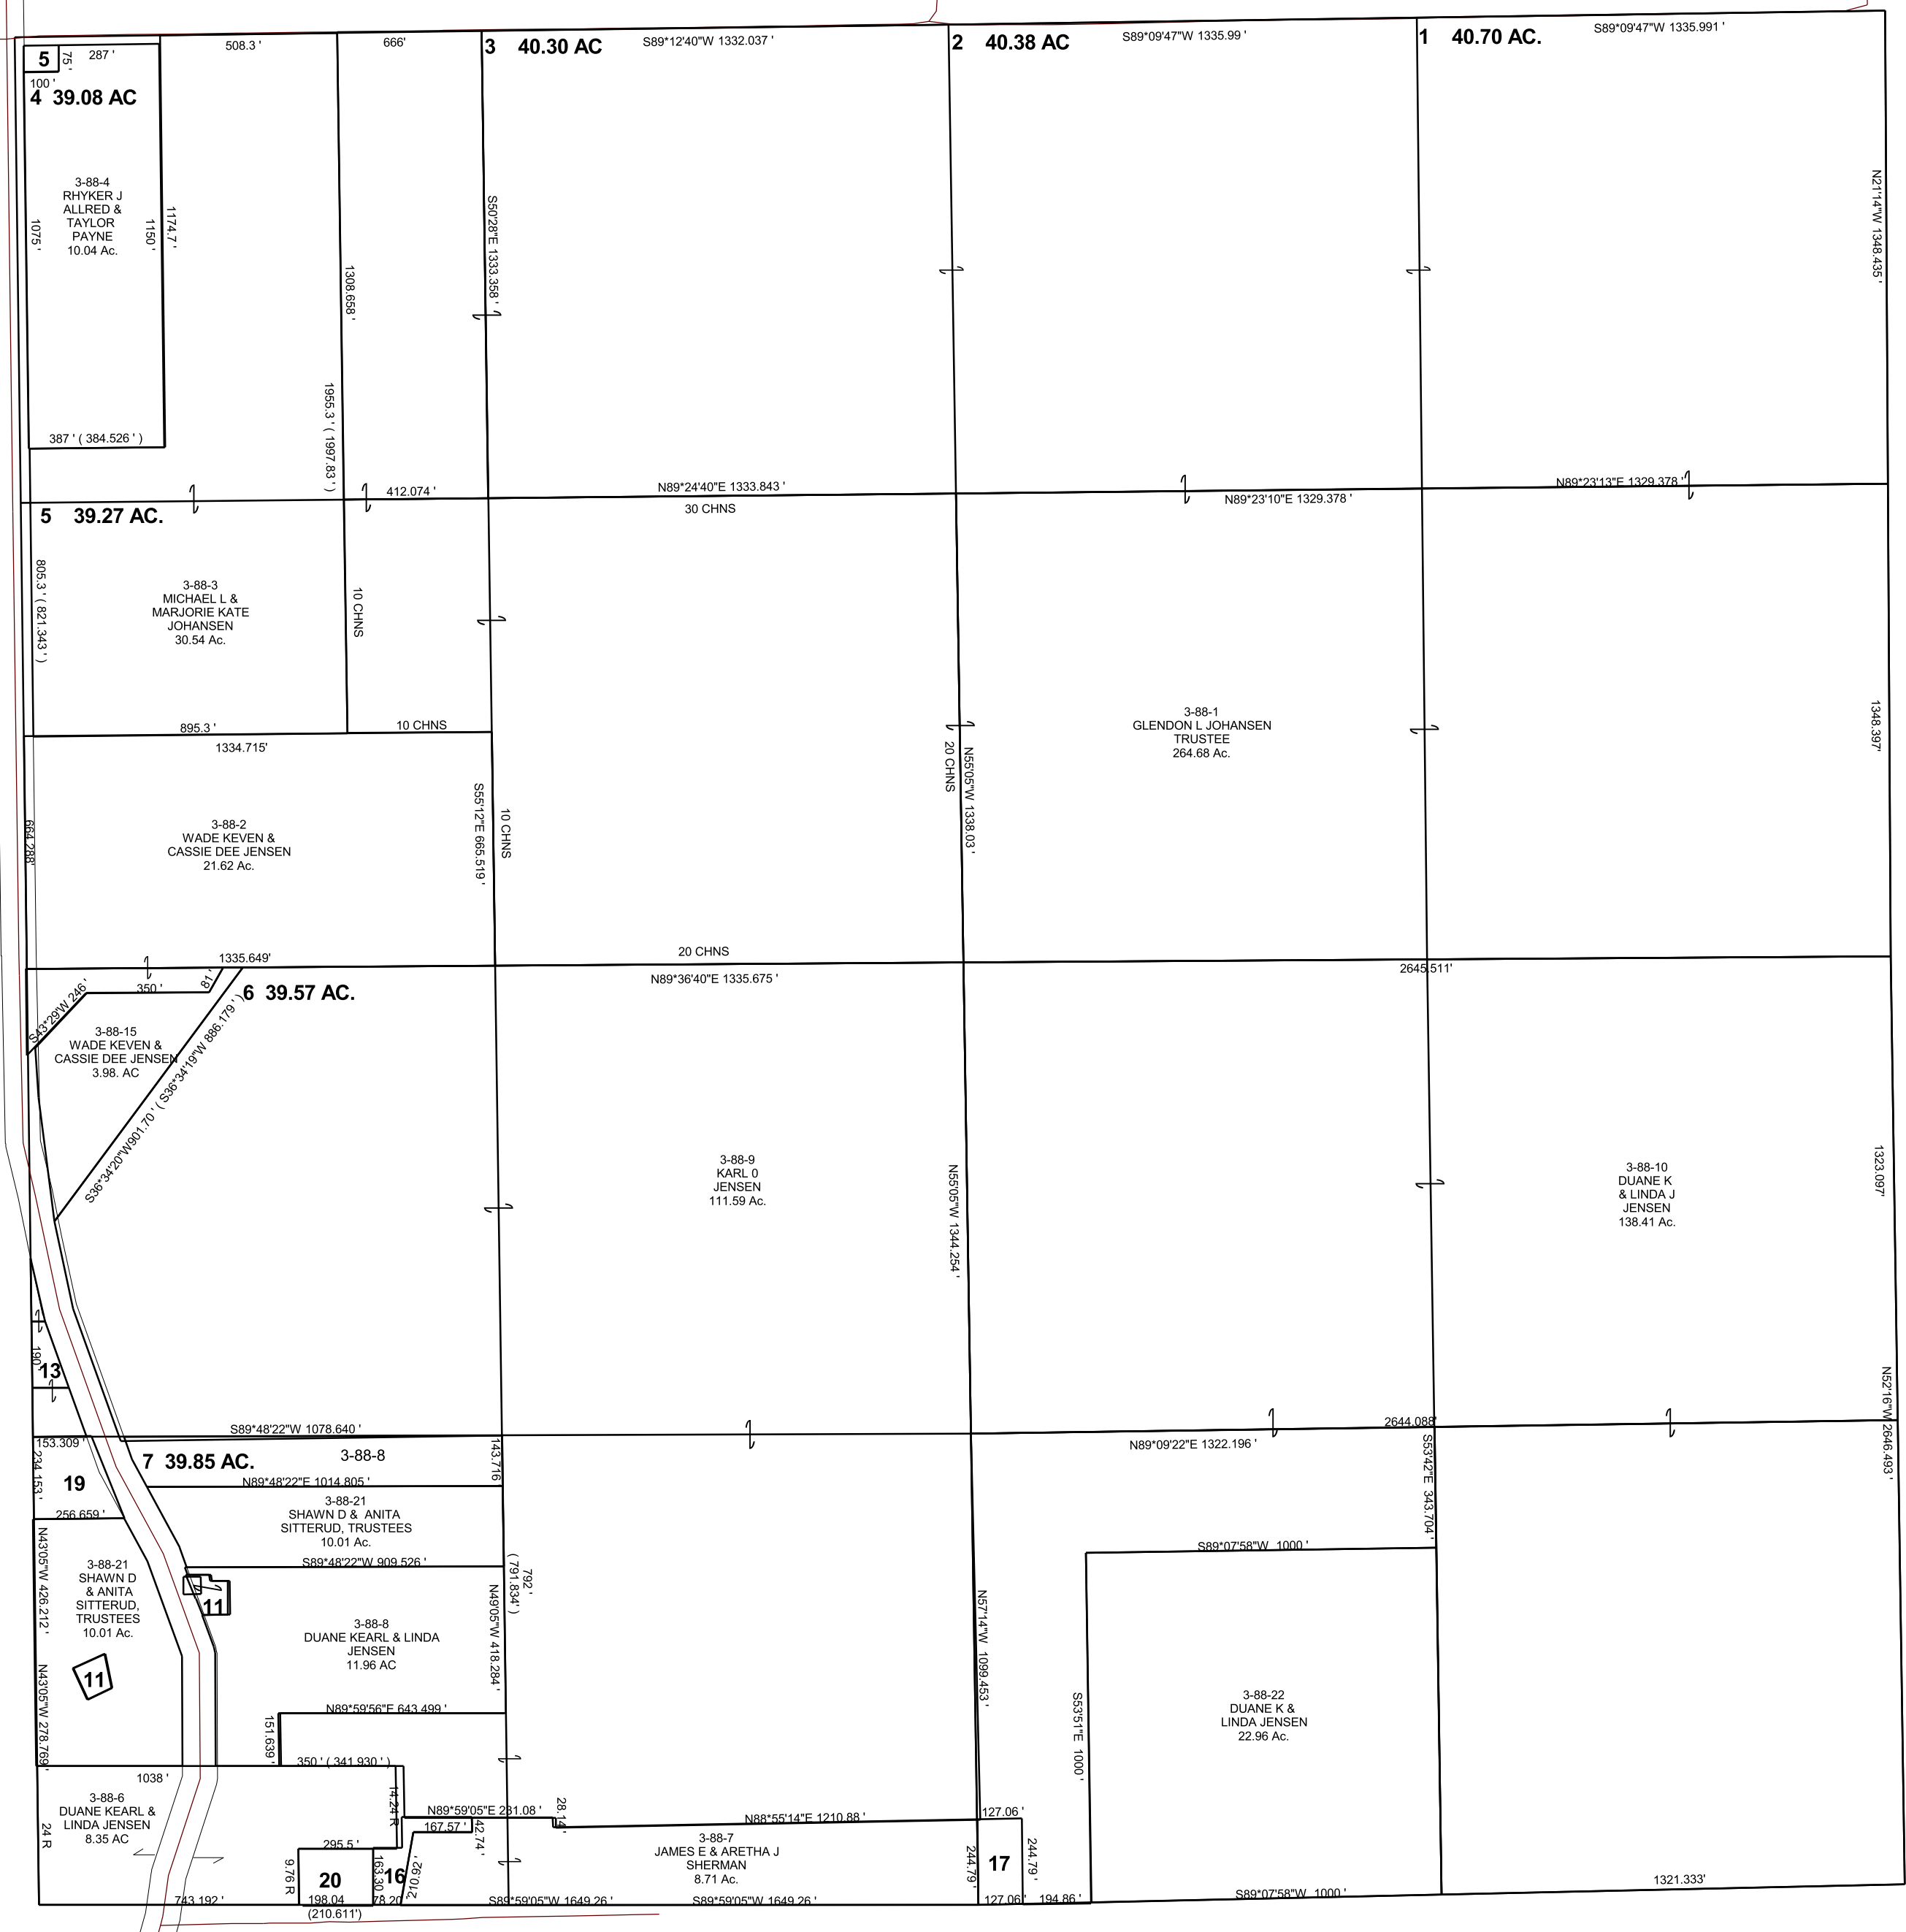 5
75 '
287 '
100 '
4 39.08 AC
508.3 '
666'
3 40.30 AC
S89*12'40"W 1332.037 '
2 40.38 AC
S89*09'47"W 1335.99 '
1 40.70 AC.
S89*09'47"W 1335.991 '
3-88-4
RHYKER J
ALLRED &
TAYLOR
PAYNE
10.04 Ac.
1075 '
1150 '
1174.7 '
1308.658 '
1955.3 ' ( 1997.83 ' )
S50'28"E 1333.358 '
N21'14"W 1348.435 '
387 ' ( 384.526 ' )
412.074 '
N89*24'40"E 1333.843 '
30 CHNS
N89*23'10"E 1329.378 '
N89*23'13"E 1329.378 '
5 39.27 AC.
805.3 ' ( 821.343 ' )
3-88-3
MICHAEL L &
MARJORIE KATE
JOHANSEN
30.54 Ac.
10 CHNS
895.3 '
10 CHNS
1334.715'
3-88-1
GLENDON L JOHANSEN
TRUSTEE
264.68 Ac.
1348.397'
20 CHNS
N55'05"W 1338.03 '
S55'12"E 665.519 '
10 CHNS
664.288'
3-88-2
WADE KEVEN &
CASSIE DEE JENSEN
21.62 Ac.
1335.649'
20 CHNS
N89*36'40"E 1335.675 '
2645.511'
S43*29'W 246 '
350 '
81 '
6 39.57 AC.
3-88-15
WADE KEVEN &
CASSIE DEE JENSEN
3.98. AC
S36*34'20"W901.70 ' ( S36*34'19"W 886.179 ' )
3-88-9
KARL 0
JENSEN
111.59 Ac.
N55'05"W 1344.254 '
3-88-10
DUANE K
& LINDA J
JENSEN
138.41 Ac.
1323.097'
N52'16"W 2646.493 '
190'
13
S89*48'22"W 1078.640 '
2644.088'
N89*09'22"E 1322.196 '
153.309 '
234.153 '
19
256.659 '
7 39.85 AC.
3-88-8
143.716
N89*48'22"E 1014.805 '
3-88-21
SHAWN D & ANITA
SITTERUD, TRUSTEES
10.01 Ac.
S89*48'22"W 909.526 '
S53'42"E 343.704 '
S89*07'58"W 1000 '
N43'05"W 426.212 '
3-88-21
SHAWN D
& ANITA
SITTERUD,
TRUSTEES
10.01 Ac.
11
11
792 '
( 791.834' )
N49'05"W 418.284 '
3-88-8
DUANE KEARL & LINDA
JENSEN
11.96 AC
N57'14"W 1099.453 '
N43'05"W 278.769'
S53'51"E 1000 '
3-88-22
DUANE K &
LINDA JENSEN
22.96 Ac.
N89*59'56"E 643.499 '
151.639 '
350 ' ( 341.930 ' )
1038 '
3-88-6
DUANE KEARL &
LINDA JENSEN
8.35 AC
24 R
14.24 R
N89*59'05"E 231.08 '
28.14'
N88*55'14"E 1210.88 '
127.06 '
167.57 '
42.74 '
3-88-7
JAMES E & ARETHA J
SHERMAN
8.71 Ac.
244.79 '
17
244.79 '
295.5 '
9.76 R
20
163.30
16
210.92'
743.192 '
198.04
78.20
(210.611')
S89*59'05"W 1649.26 '
S89*59'05"W 1649.26 '
127.06 '
194.86 '
S89*07'58"W 1000 '
1321.333'